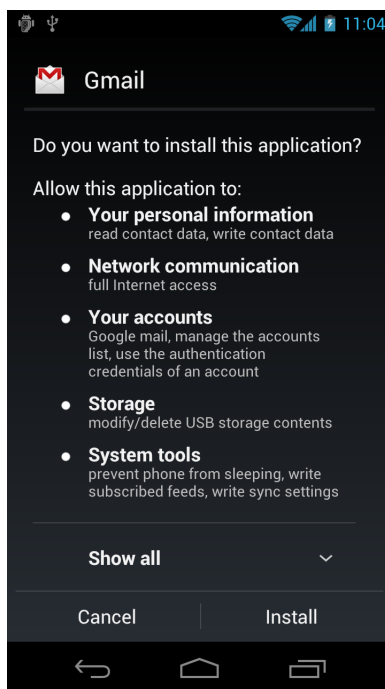 11:04
Gmail
Do you want to install this application?
Allow this application to:
Your personal information
read contact data, write contact data
Network communication
full Internet access
Your accounts
Google mail, manage the accounts
list, use the authentication
credentials of an account
Storage
modify/delete USB storage contents
System tools
prevent phone from sleeping, write
subscribed feeds, write sync settings
Show all
Cancel
Install